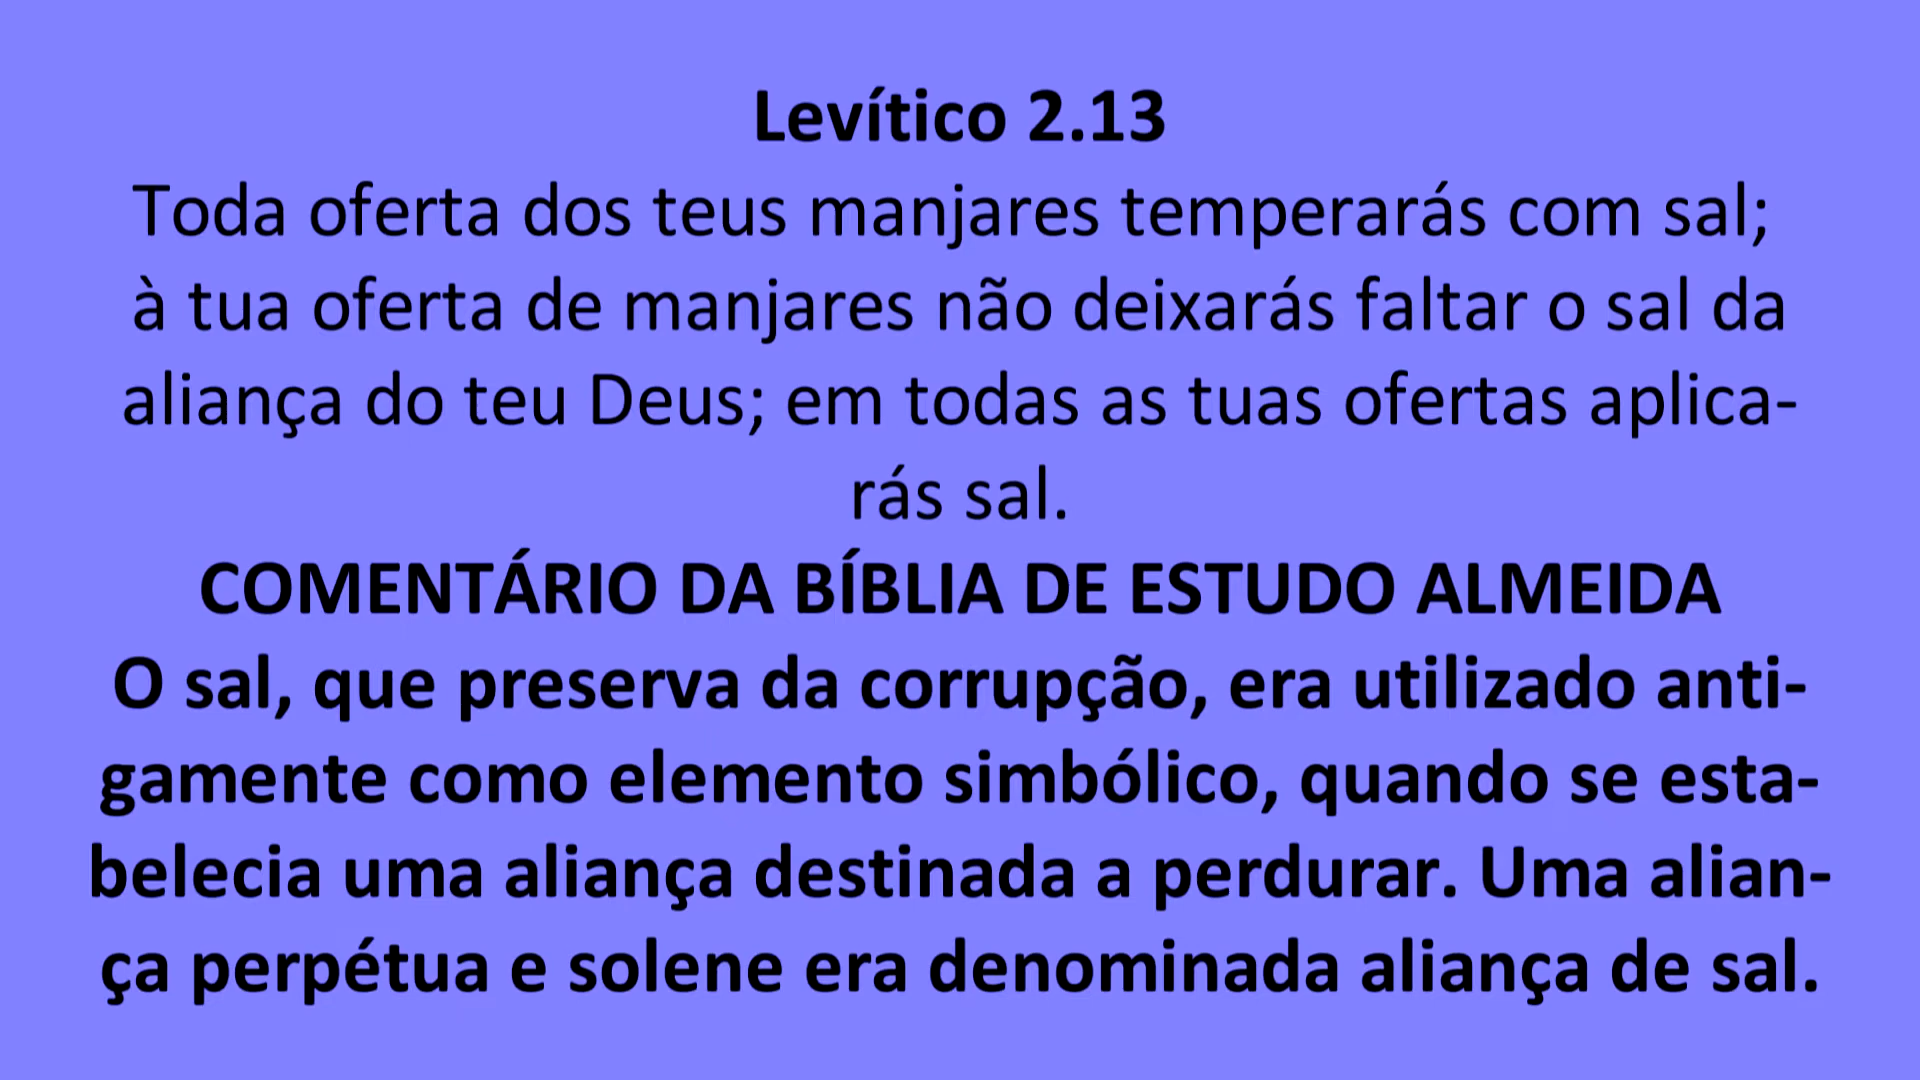 Levítico 2.13
Toda oferta dos teus manjares temperarás com sal;
à tua oferta de manjares não deixarás faltar o sal da
aliança do teu Deus; em todas as tuas ofertas aplica-
rás sal.
COMENTÁRIO DA BÍBLIA DE ESTUDO ALMEIDA
O sal, que preserva da corrupção, era utilizado anti-
gamente como elemento simbólico, quando se esta-
belecia uma aliança destinada a perdurar. Uma alian-
ça perpétua e solene era denominada aliança de sal.